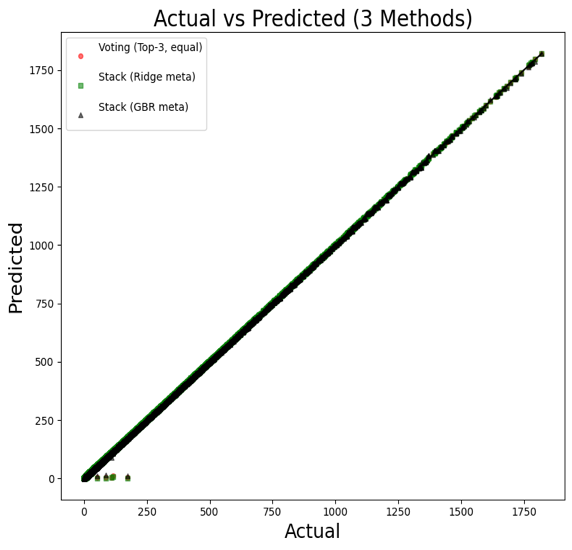 Actual vs Predicted (3 Methods)
Voting (Top-3, equal)
Stack (Ridge meta)
Stack (GBR meta)
Predicted
1750
1500
1250
1000
750
500
250
0
0 250 500 750 1000 1250 1500 1750
Actual